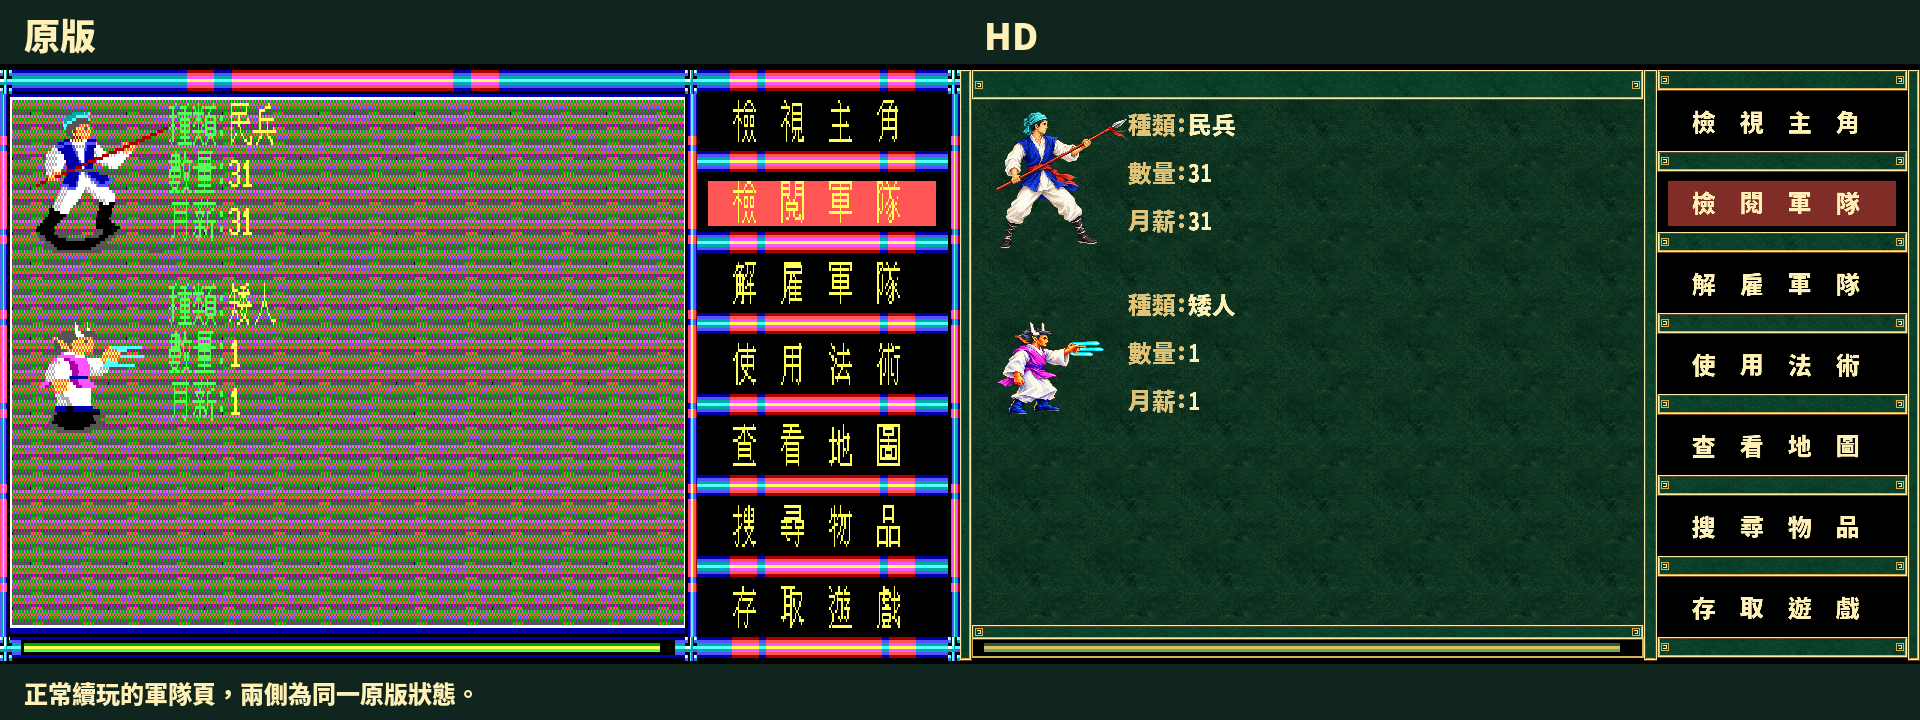 原版
HD
種類:民兵
數量:31
月薪:31
種類:矮人
數量:1
月薪:1
檢視主角
檢閱軍隊
解雇軍隊
使用法術
查看地圖
搜尋物品
存取遊戲
種類:民兵
數量:31
月薪:31
種類:矮人
數量:1
月薪:1
檢視主角
檢閱軍隊
解雇軍隊
使用法術
查看地圖
搜尋物品
存取遊戲
正常續玩的軍隊頁，兩側為同一原版狀態。